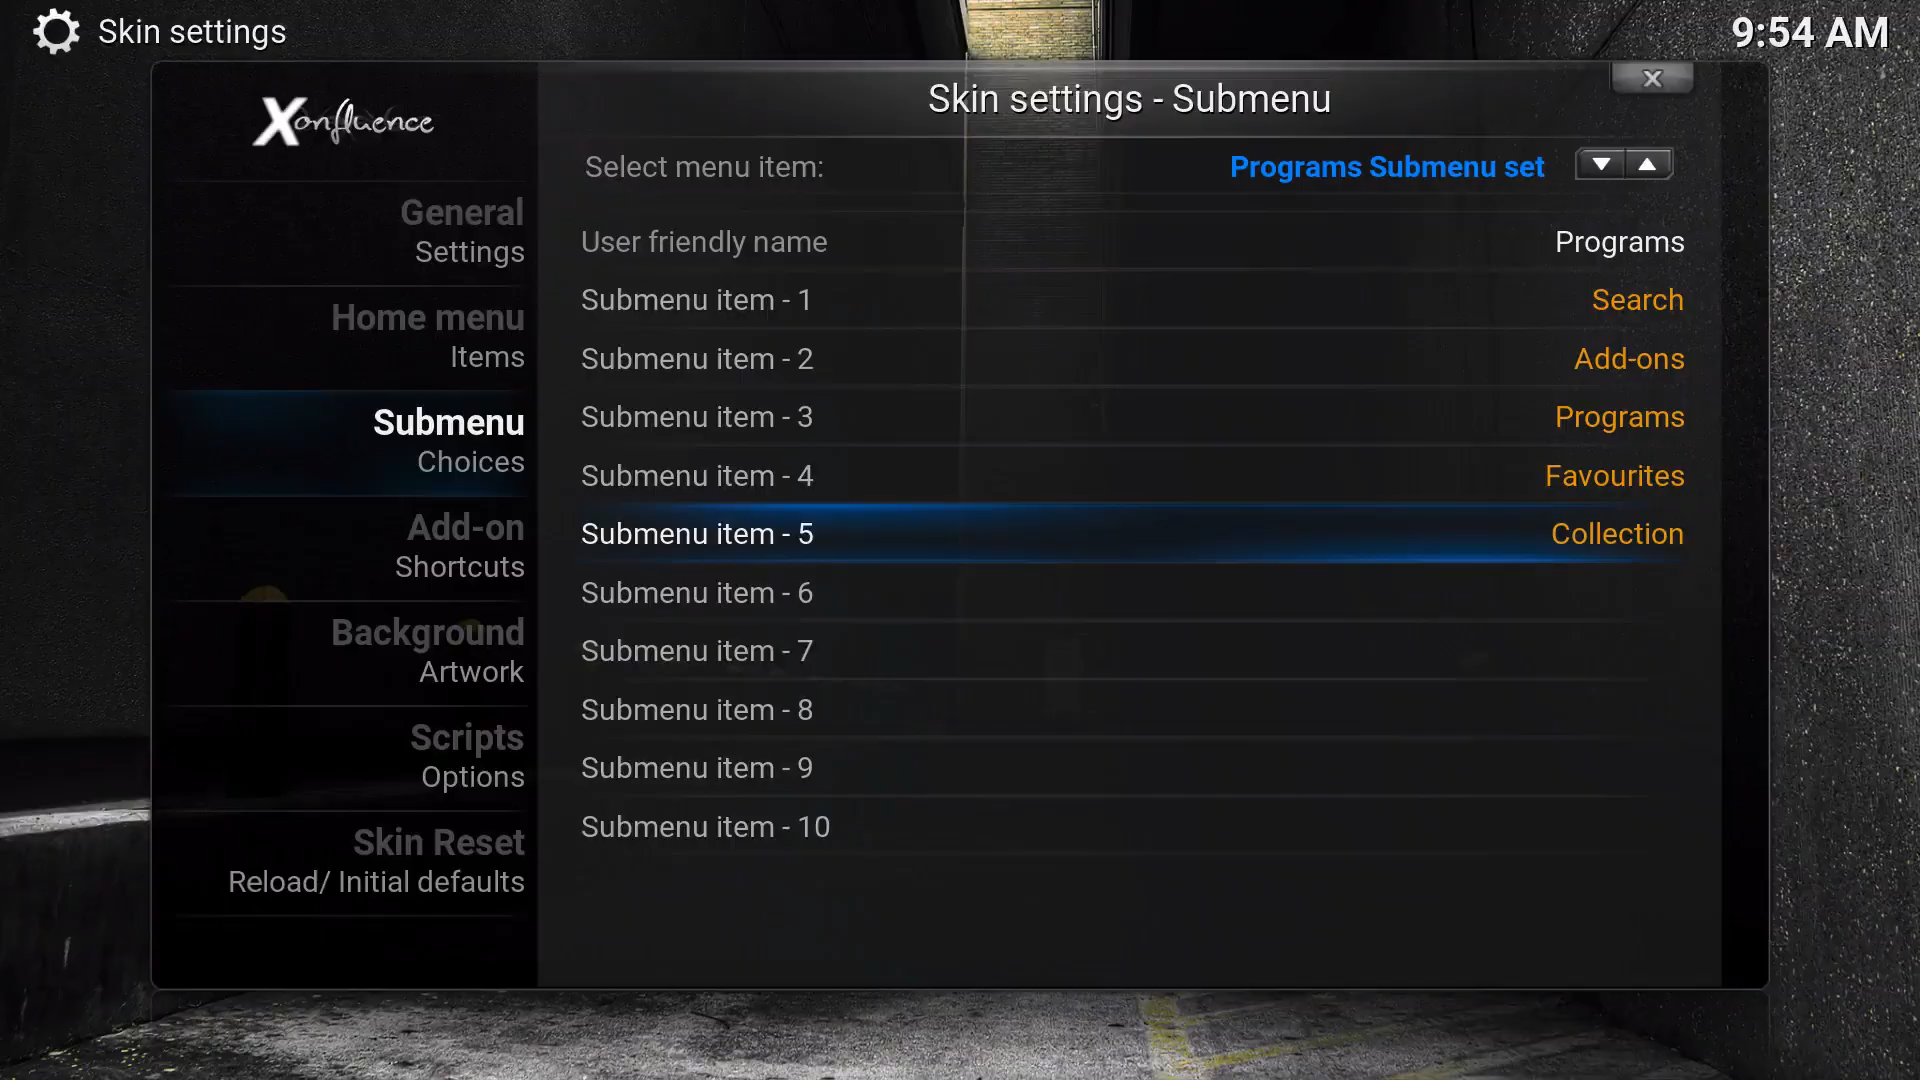 Skin settings
9:54 AM
Xonfluence
Skin settings - Submenu
X
Select menu item: Programs Submenu set
General
Settings
Home menu
Items
Submenu
Choices
Add-on
Shortcuts
Background
Artwork
Scripts
Options
Skin Reset
Reload/ Initial defaults
User friendly name Programs
Submenu item - 1 Search
Submenu item - 2 Add-ons
Submenu item - 3 Programs
Submenu item - 4 Favourites
Submenu item - 5 Collection
Submenu item - 6
Submenu item - 7
Submenu item - 8
Submenu item - 9
Submenu item - 10